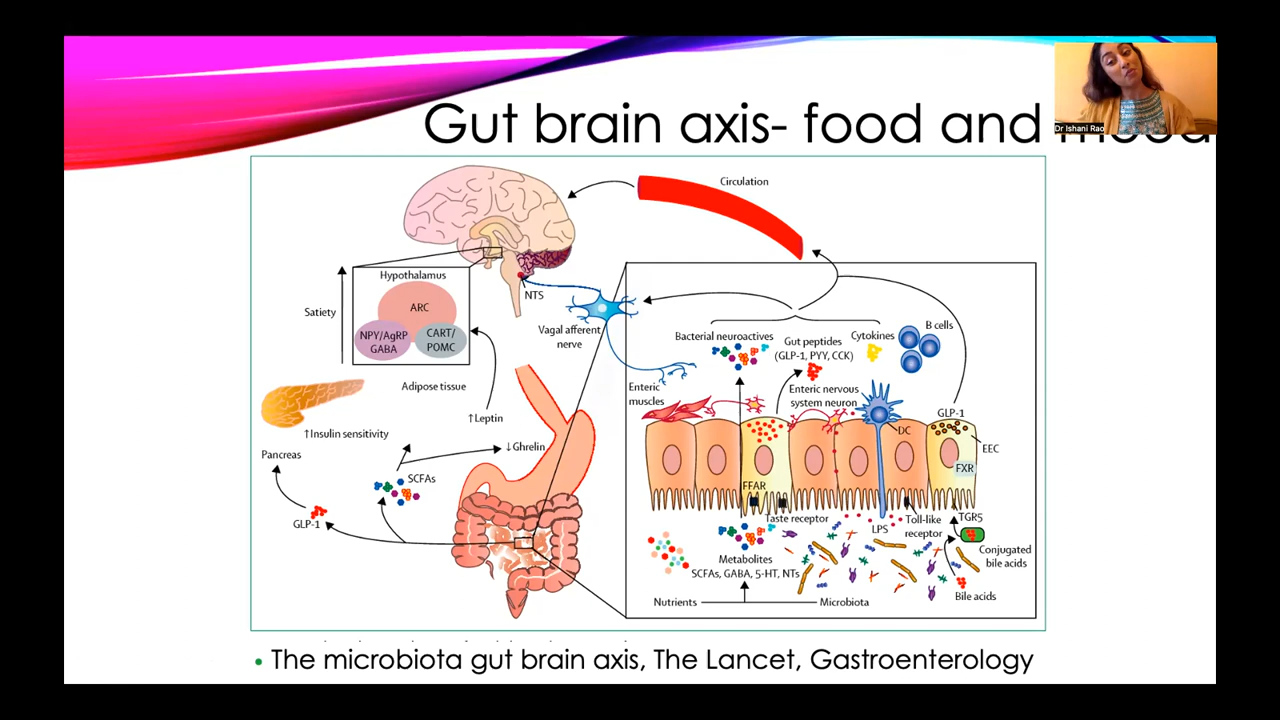 Gut brain axis- food and mood
Dr Ishani Rao
Circulation
Hypothalamus
ARC
NPY/AgRP
GABA
CART/
POMC
Satiety
NTS
Vagal afferent
nerve
Adipose tissue
↑Leptin
↑Insulin sensitivity
Pancreas
↓Ghrelin
SCFAs
GLP-1
Bacterial neuroactives
Gut peptides
(GLP-1, PYY, CCK)
Cytokines
B cells
Enteric
muscles
Enteric nervous
system neuron
DC
GLP-1
EEC
FXR
FFAR
Taste receptor
LPS
Toll-like
receptor
TGR5
Metabolites
SCFAs, GABA, 5-HT, NTs
Conjugated
bile acids
Bile acids
Nutrients
Microbiota
• The microbiota gut brain axis, The Lancet, Gastroenterology